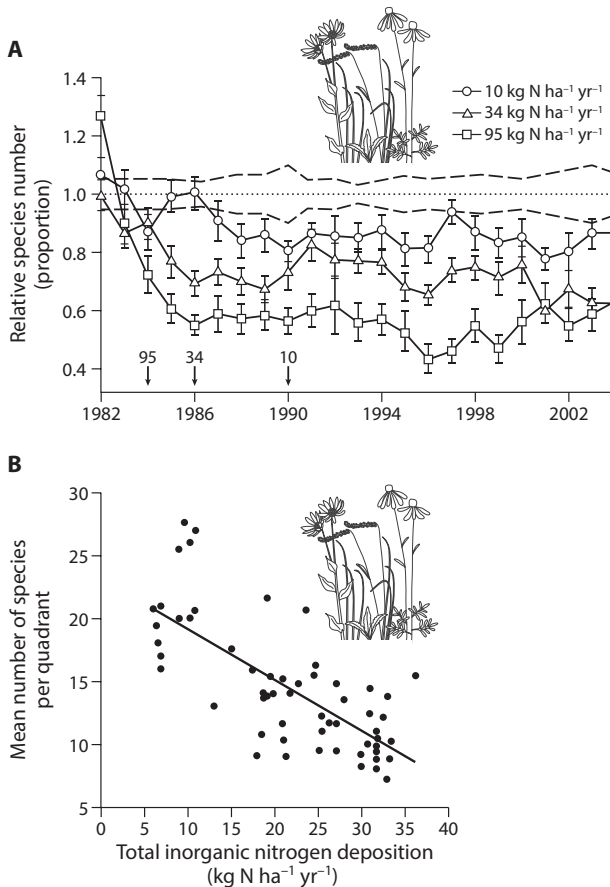 A
10 kg N ha⁻¹ yr⁻¹
34 kg N ha⁻¹ yr⁻¹
95 kg N ha⁻¹ yr⁻¹
Relative species number
(proportion)
1.4
1.2
1.0
0.8
0.6
0.4
95 34 10
1982 1986 1990 1994 1998 2002
B
Mean number of species
per quadrant
30
25
20
15
10
5
0 5 10 15 20 25 30 35 40
Total inorganic nitrogen deposition
(kg N ha⁻¹ yr⁻¹)